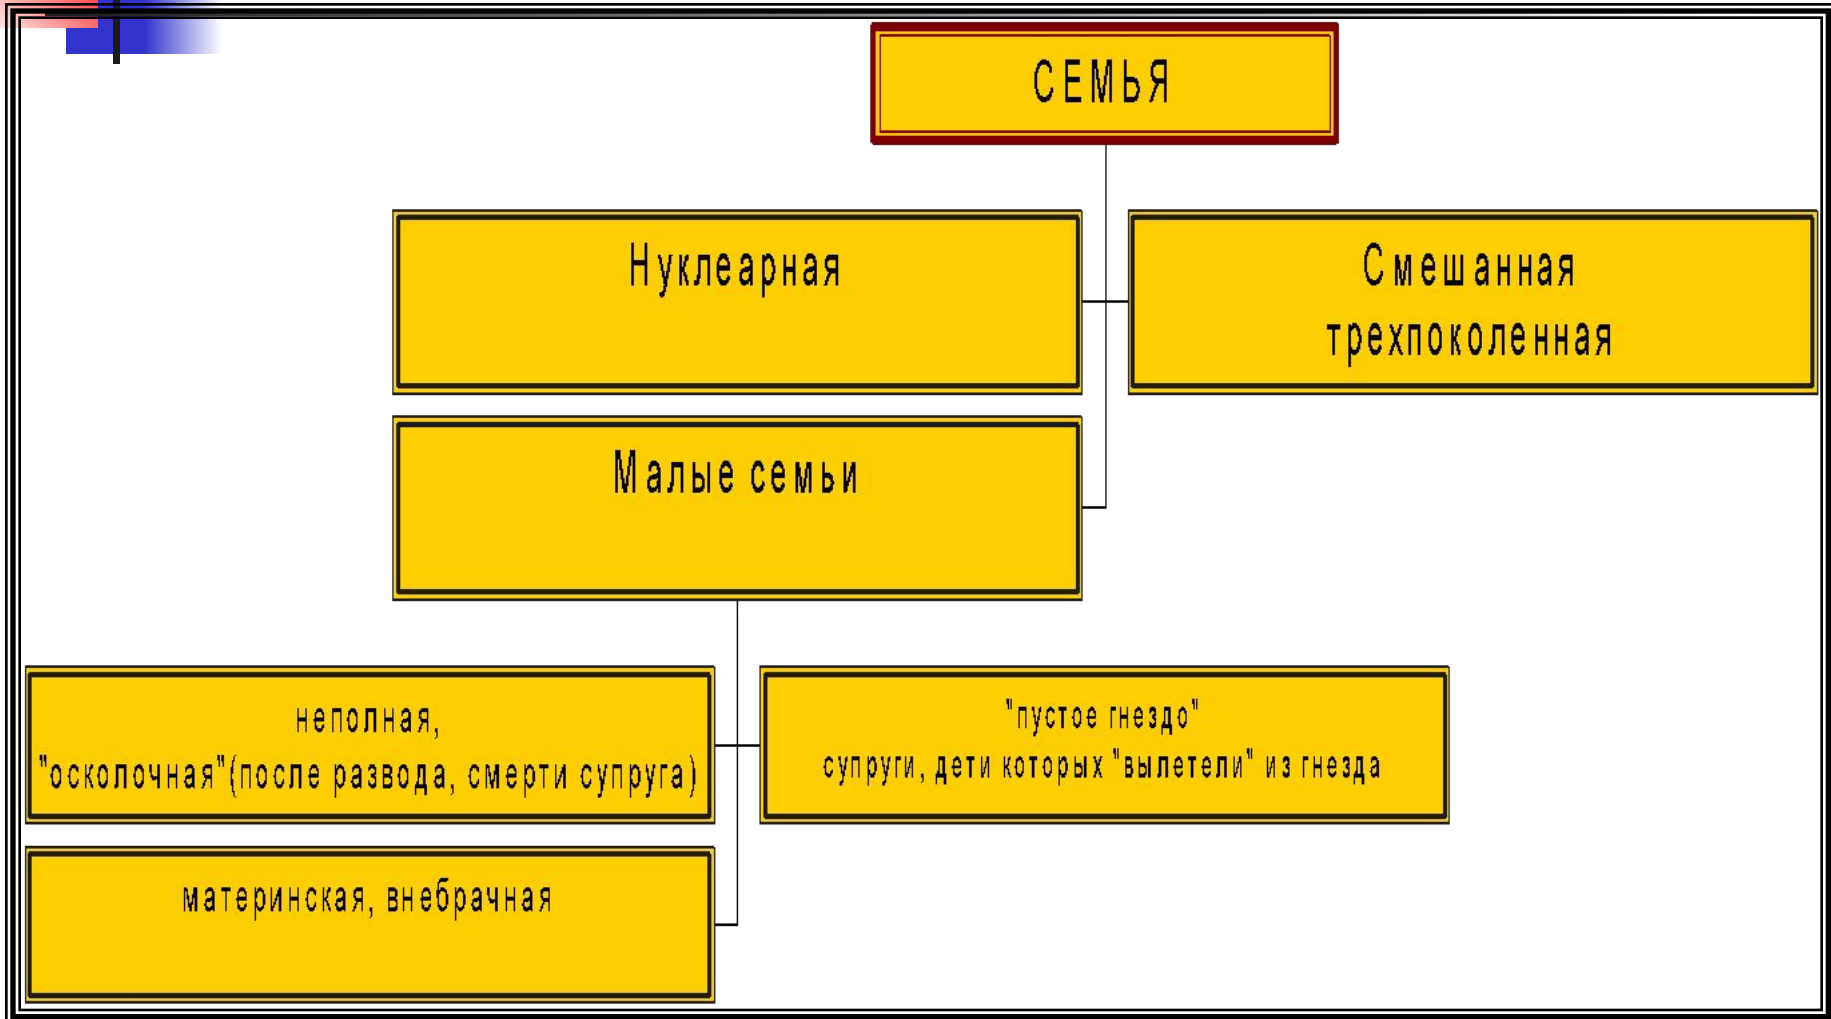 СЕМЬЯ
Нуклеарная
Смешанная
трехпоколенная
Малые семьи
неполная,
"осколочная"(после развода, смерти супруга)
"пустое гнездо"
супруги, дети которых "вылетели" из гнезда
материнская, внебрачная